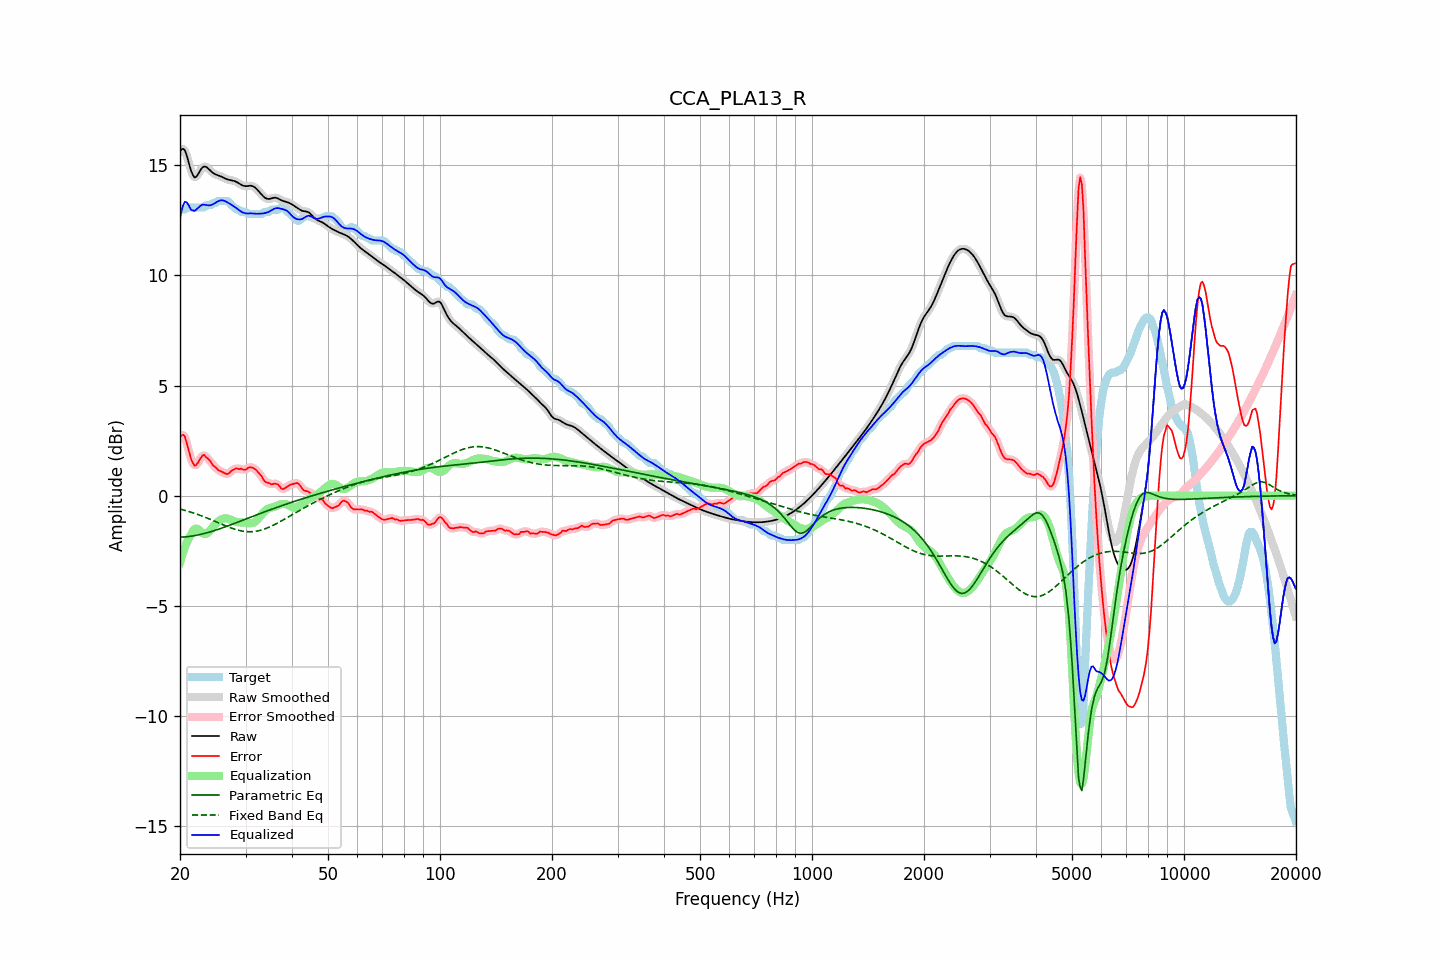 CCA_PLA13_R
Amplitude (dBr)
15
10
5
0
−5
−10
−15
Target
Raw Smoothed
Error Smoothed
Raw
Error
Equalization
Parametric Eq
Fixed Band Eq
Equalized
20
50
100
200
500
1000
2000
5000
10000
20000
Frequency (Hz)